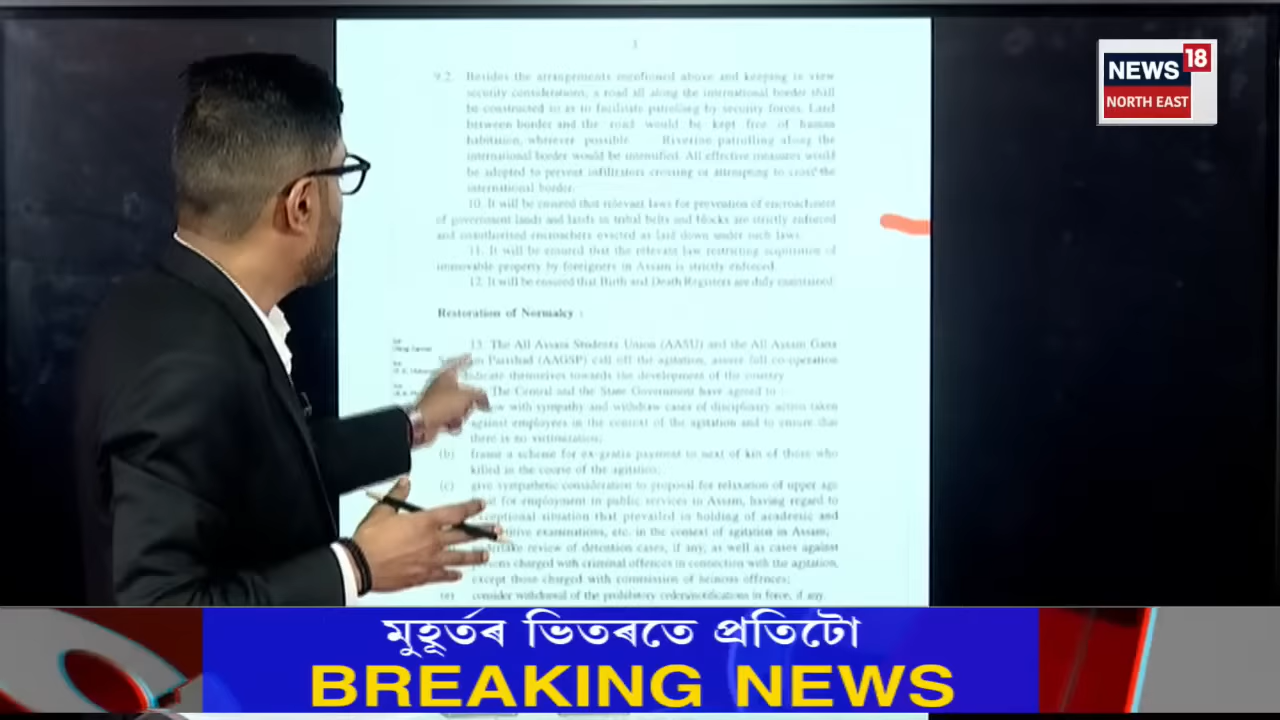 NEWS 18
NORTH EAST
1
9.2. Besides the arrangements mentioned above and keeping in view
security considerations, a road all along the international border shall
be constructed so as to facilitate patrolling by security forces. Land
between border and the road would be kept free of human
habitation, wherever possible. Riverine patrolling along the
international border would be intensified. All effective measures would
be adopted to prevent infiltrators crossing or attempting to cross the
international border.
10. It will be ensured that relevant laws for prevention of encroachment
of government lands and lands in tribal belts and blocks are strictly enforced
and unauthorised encroachers evicted as laid down under such laws.
11. It will be ensured that the relevant law restricting acquisition of
immovable property by foreigners in Assam is strictly enforced.
12. It will be ensured that Birth and Death Registers are duly maintained.
Restoration of Normalcy :
13. The All Assam Students Union (AASU) and the All Assam Gana
Parishad (AAGSP) call off the agitation, assure full co-operation
dedicate themselves towards the development of the country.
The Central and the State Government have agreed to :
with sympathy and withdraw cases of disciplinary action taken
against employees in the context of the agitation and to ensure that
there is no victimization;
(b) frame a scheme for ex-gratia payment to next of kin of those who
killed in the course of the agitation;
(c) give sympathetic consideration to proposal for relaxation of upper age
for employment in public services in Assam, having regard to
exceptional situation that prevailed in holding of academic and
examinations, etc. in the context of agitation in Assam;
undertake review of detention cases, if any, as well as cases against
charged with criminal offences in connection with the agitation,
except those charged with commission of heinous offences;
consider withdrawal of the prohibitory orders/notifications in force, if any.
মুহূৰ্তৰ ভিতৰতে প্ৰতিটো
BREAKING NEWS